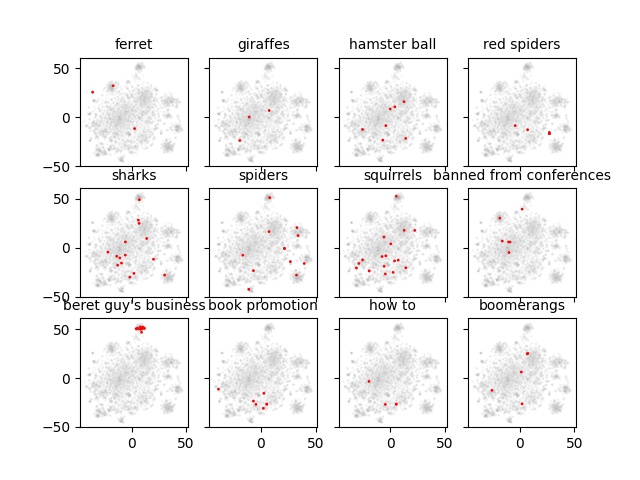 ferret giraffes hamster ball red spiders
50
0
−50
sharks spiders squirrels banned from conferences
50
0
−50
beret guy's business book promotion how to boomerangs
50
0
−50
0 50 0 50 0 50 0 50